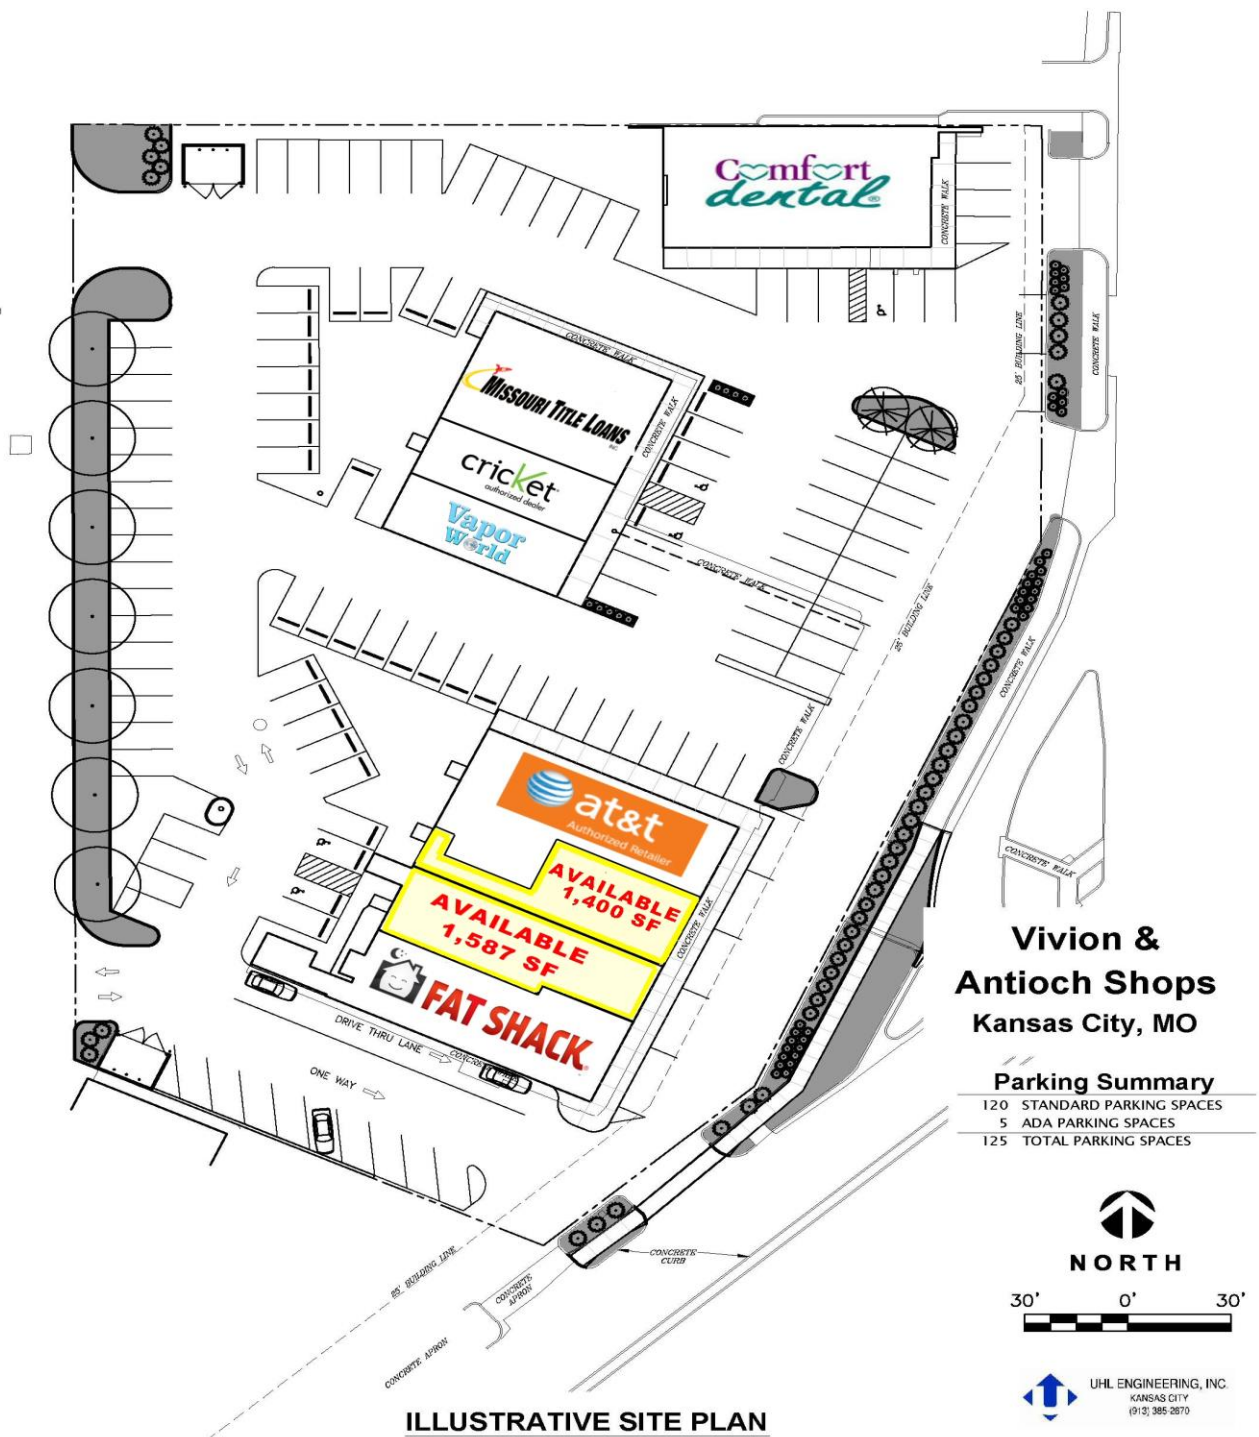 Comfort
dental®
CONCRETE WALK
CONCRETE WALK
25' BUILDING LINE
CONCRETE WALK
MISSOURI TITLE LOANS
INC.
CONCRETE WALK
cricket
authorized dealer
Vapor
World
CONCRETE WALK
25' BUILDING LINE
CONCRETE WALK
CONCRETE WALK
at&t
Authorized Retailer
CONCRETE WALK
AVAILABLE
1,400 SF
AVAILABLE
1,587 SF
CONCRETE WALK
FAT SHACK
DRIVE THRU LANE
ONE WAY
Vivion &
Antioch Shops
Kansas City, MO
Parking Summary
120 STANDARD PARKING SPACES
5 ADA PARKING SPACES
125 TOTAL PARKING SPACES
NORTH
25' BUILDING LINE
CONCRETE
CURB
CONCRETE
APRON
CONCRETE APRON
30' 0' 30'
UHL ENGINEERING, INC.
KANSAS CITY
(913) 385-2670
ILLUSTRATIVE SITE PLAN